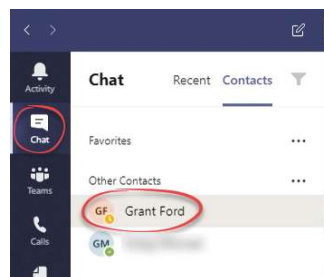 Activity
Chat
Teams
Calls
Chat Recent Contacts
Favorites
Other Contacts
GF Grant Ford
GM